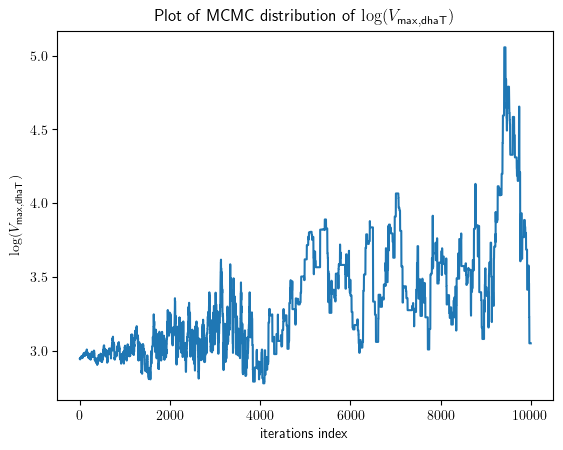 Plot of MCMC distribution of log(V_max,dhaT)
log(V_max,dhaT)
5.0
4.5
4.0
3.5
3.0
0 2000 4000 6000 8000 10000
iterations index